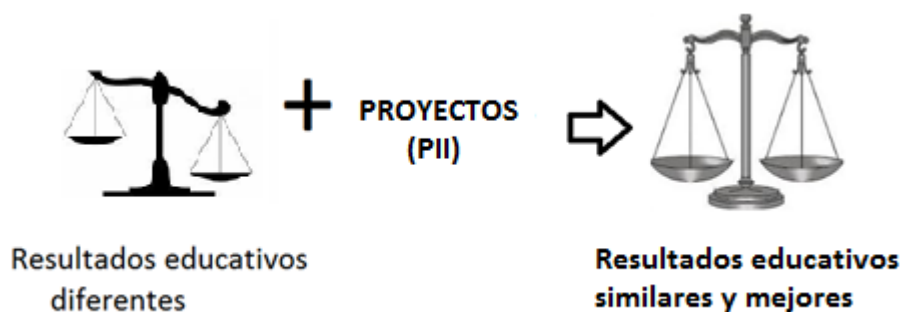 + PROYECTOS
(PII)
Resultados educativos
diferentes
Resultados educativos
similares y mejores